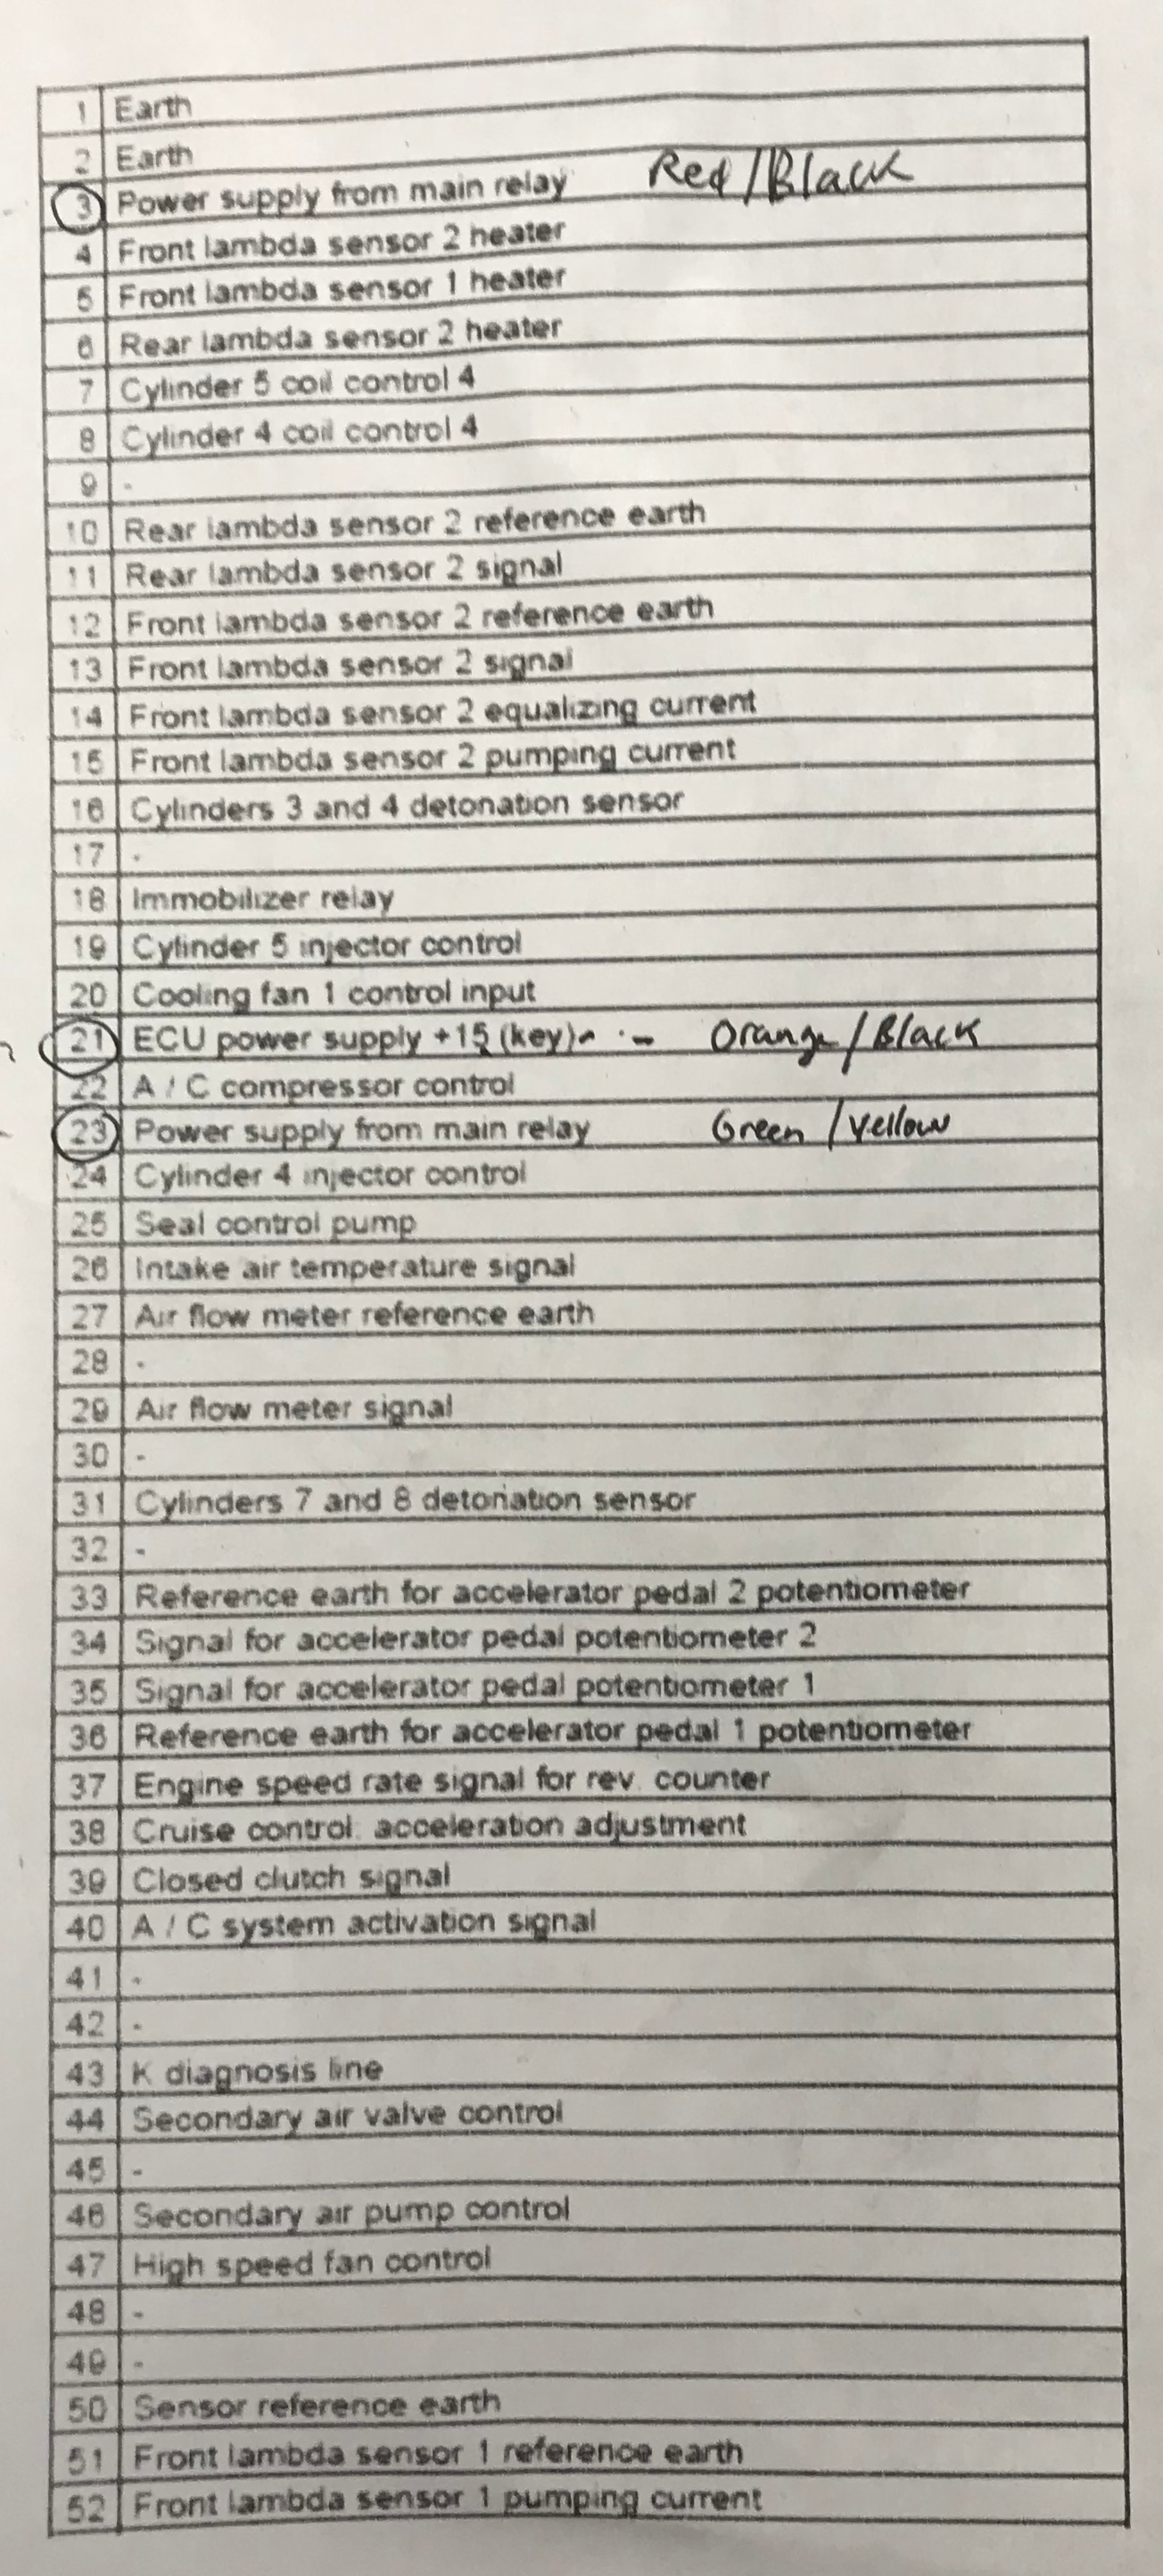 1 Earth
2 Earth
3 Power supply from main relay Red/Black
4 Front lambda sensor 2 heater
5 Front lambda sensor 1 heater
6 Rear lambda sensor 2 heater
7 Cylinder 5 coil control 4
8 Cylinder 4 coil control 4
9 -
10 Rear lambda sensor 2 reference earth
11 Rear lambda sensor 2 signal
12 Front lambda sensor 2 reference earth
13 Front lambda sensor 2 signal
14 Front lambda sensor 2 equalizing current
15 Front lambda sensor 2 pumping current
16 Cylinders 3 and 4 detonation sensor
17 -
18 Immobilizer relay
19 Cylinder 5 injector control
20 Cooling fan 1 control input
21 ECU power supply +15 (key) - Orange/Black
22 A / C compressor control
23 Power supply from main relay Green/Yellow
24 Cylinder 4 injector control
25 Seal control pump
26 Intake air temperature signal
27 Air flow meter reference earth
28 -
29 Air flow meter signal
30 -
31 Cylinders 7 and 8 detonation sensor
32 -
33 Reference earth for accelerator pedal 2 potentiometer
34 Signal for accelerator pedal potentiometer 2
35 Signal for accelerator pedal potentiometer 1
36 Reference earth for accelerator pedal 1 potentiometer
37 Engine speed rate signal for rev. counter
38 Cruise control: acceleration adjustment
39 Closed clutch signal
40 A / C system activation signal
41 -
42 -
43 K diagnosis line
44 Secondary air valve control
45 -
46 Secondary air pump control
47 High speed fan control
48 -
49 -
50 Sensor reference earth
51 Front lambda sensor 1 reference earth
52 Front lambda sensor 1 pumping current